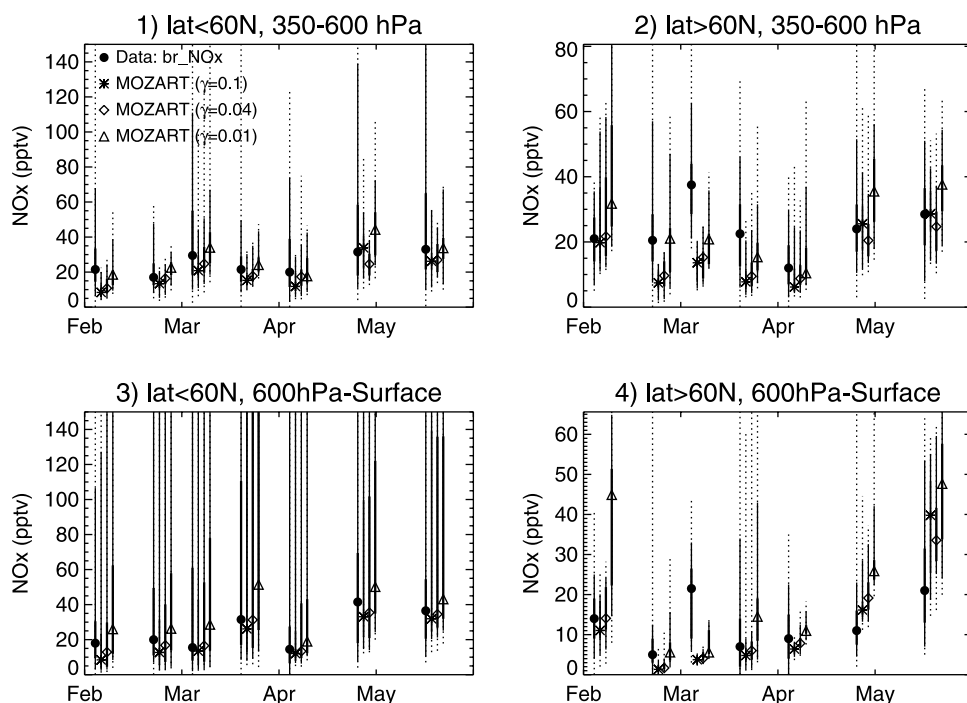 1) lat<60N, 350-600 hPa
NOx (pptv)
140
120
100
80
60
40
20
0
Data: br_NOx
MOZART (γ=0.1)
MOZART (γ=0.04)
MOZART (γ=0.01)
Feb Mar Apr May
2) lat>60N, 350-600 hPa
NOx (pptv)
80
60
40
20
0
Feb Mar Apr May
3) lat<60N, 600hPa-Surface
NOx (pptv)
140
120
100
80
60
40
20
0
Feb Mar Apr May
4) lat>60N, 600hPa-Surface
NOx (pptv)
60
50
40
30
20
10
0
Feb Mar Apr May